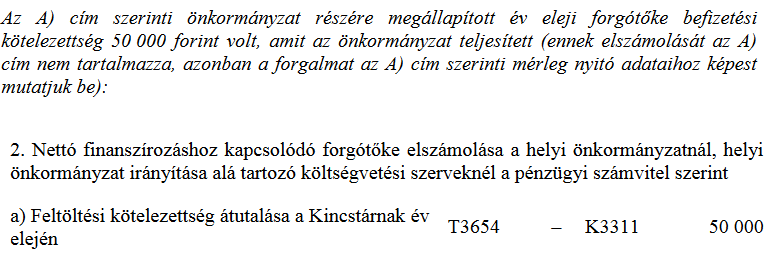 Az A) cím szerinti önkormányzat részére megállapított év eleji forgótőke befizetési
kötelezettség 50 000 forint volt, amit az önkormányzat teljesített (ennek elszámolását az A)
cím nem tartalmazza, azonban a forgalmat az A) cím szerinti mérleg nyitó adataihoz képest
mutatjuk be):
2. Nettó finanszírozáshoz kapcsolódó forgótőke elszámolása a helyi önkormányzatnál, helyi
önkormányzat irányítása alá tartozó költségvetési szerveknél a pénzügyi számvitel szerint
a) Feltöltési kötelezettség átutalása a Kincstárnak év
elején T3654 – K3311 50 000